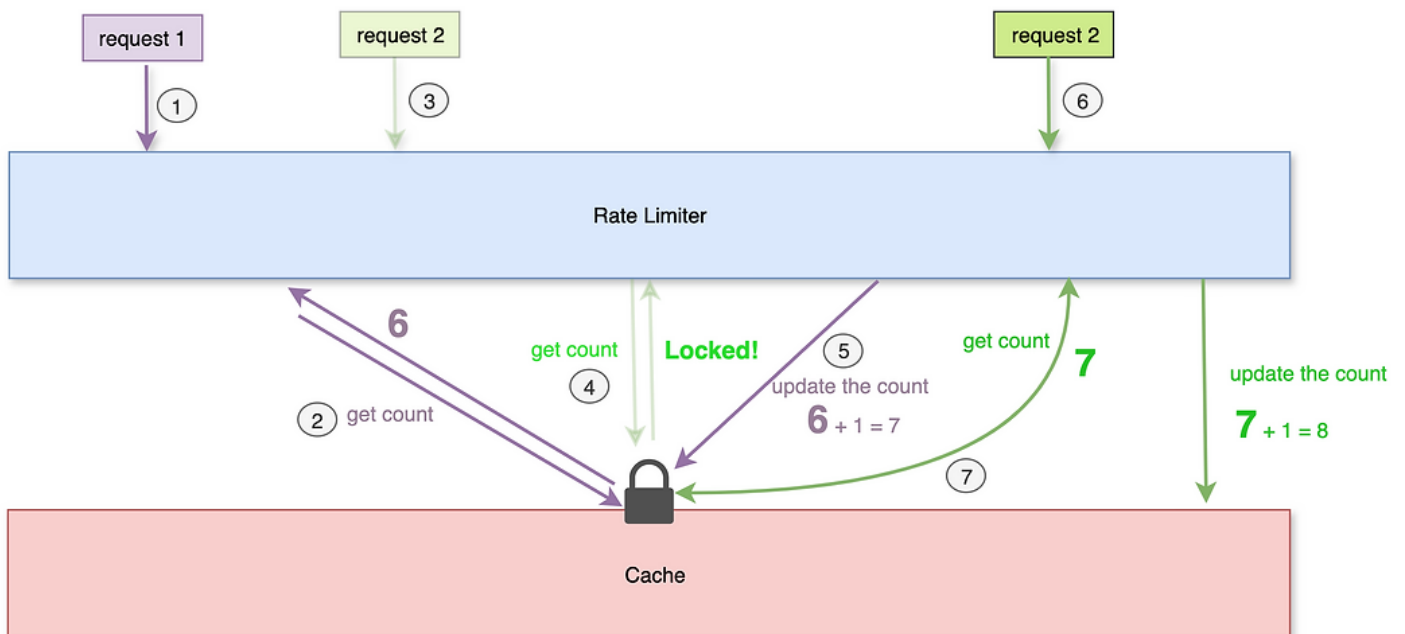 request 1
request 2
request 2
1
3
6
Rate Limiter
6
get count
Locked!
5
get count
7
4
update the count
6 + 1 = 7
update the count
7 + 1 = 8
2
get count
7
Cache